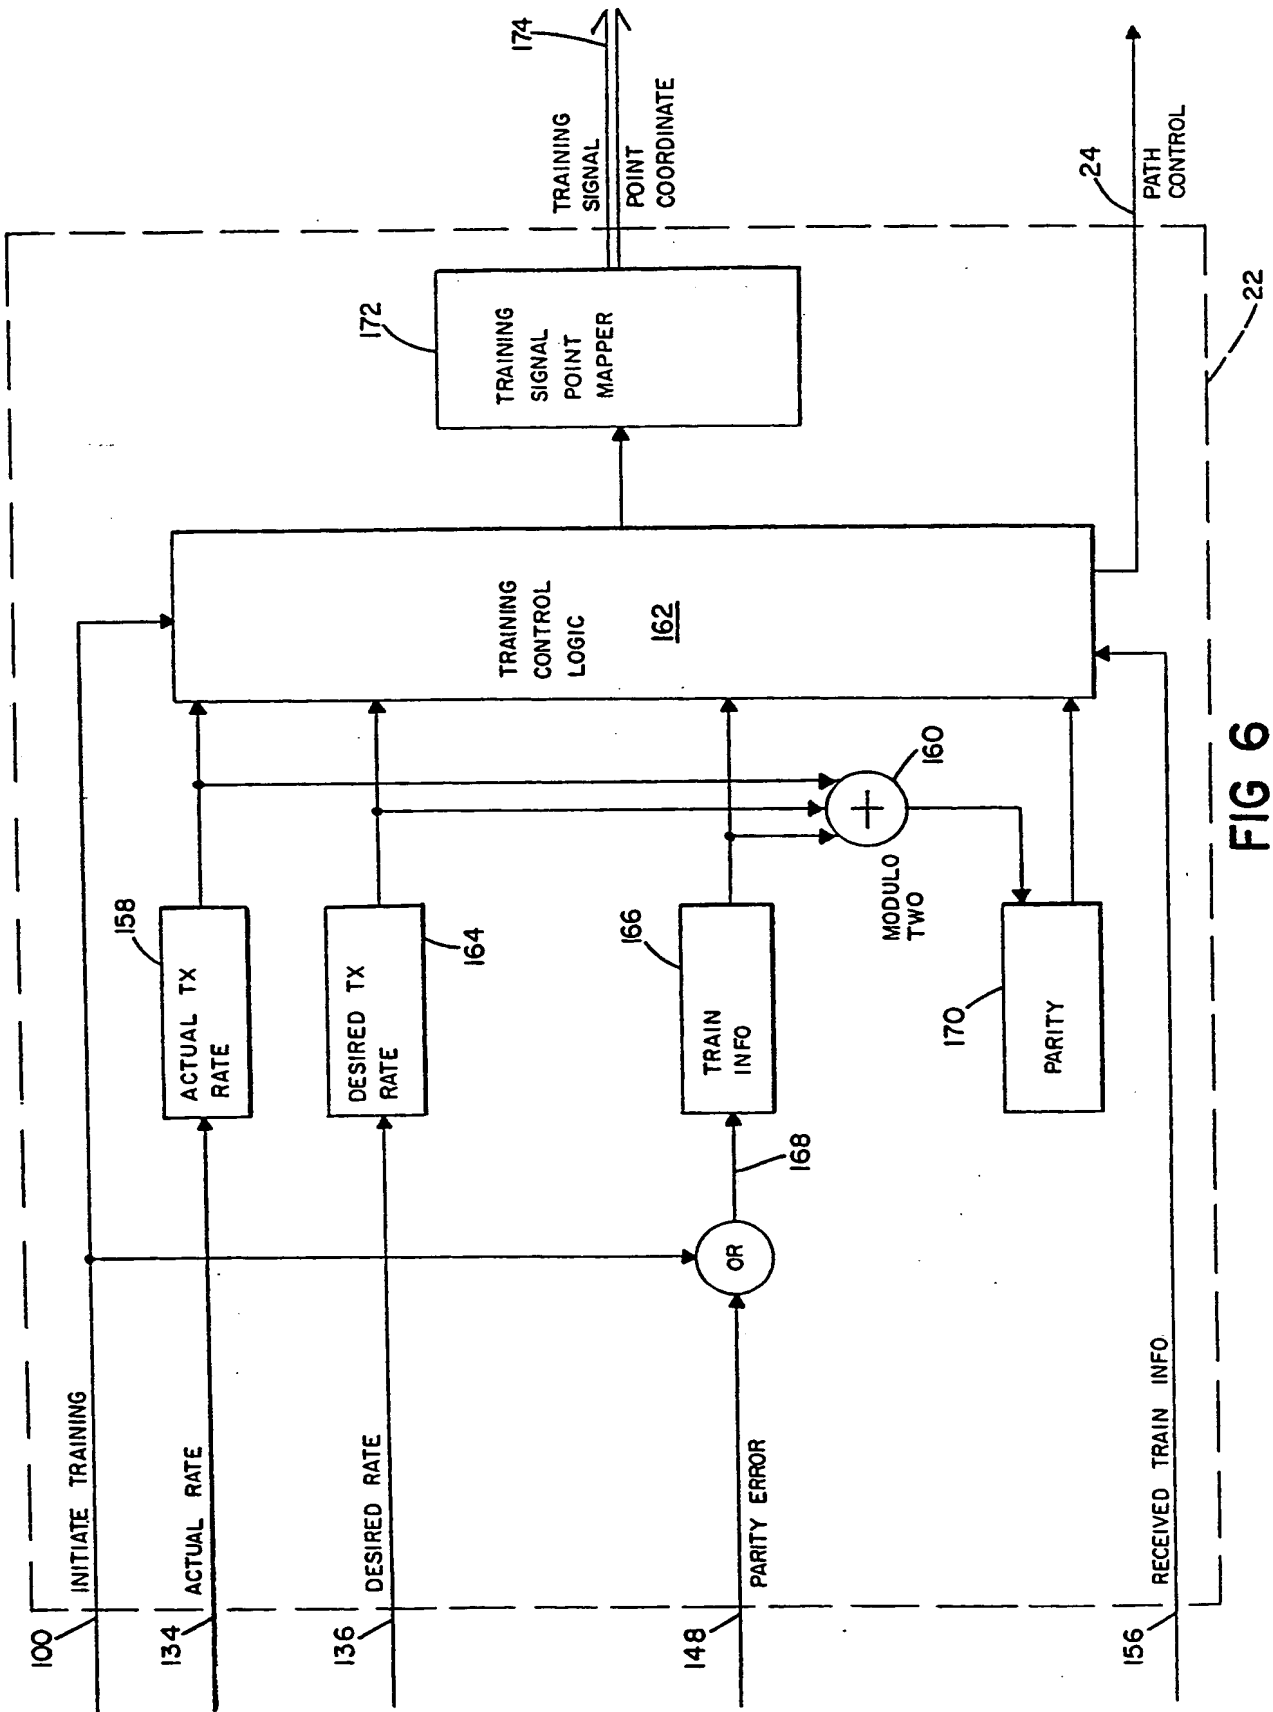 100
INITIATE TRAINING
134
ACTUAL RATE
158
ACTUAL TX
RATE
136
DESIRED RATE
DESIRED TX
RATE
164
148
PARITY ERROR
OR
168
166
TRAIN
INFO
MODULO
TWO
160
170
PARITY
156
RECEIVED TRAIN INFO
TRAINING
CONTROL
LOGIC
162
172
TRAINING
SIGNAL
POINT
MAPPER
174
TRAINING
SIGNAL
POINT
COORDINATE
24
PATH
CONTROL
22
FIG 6